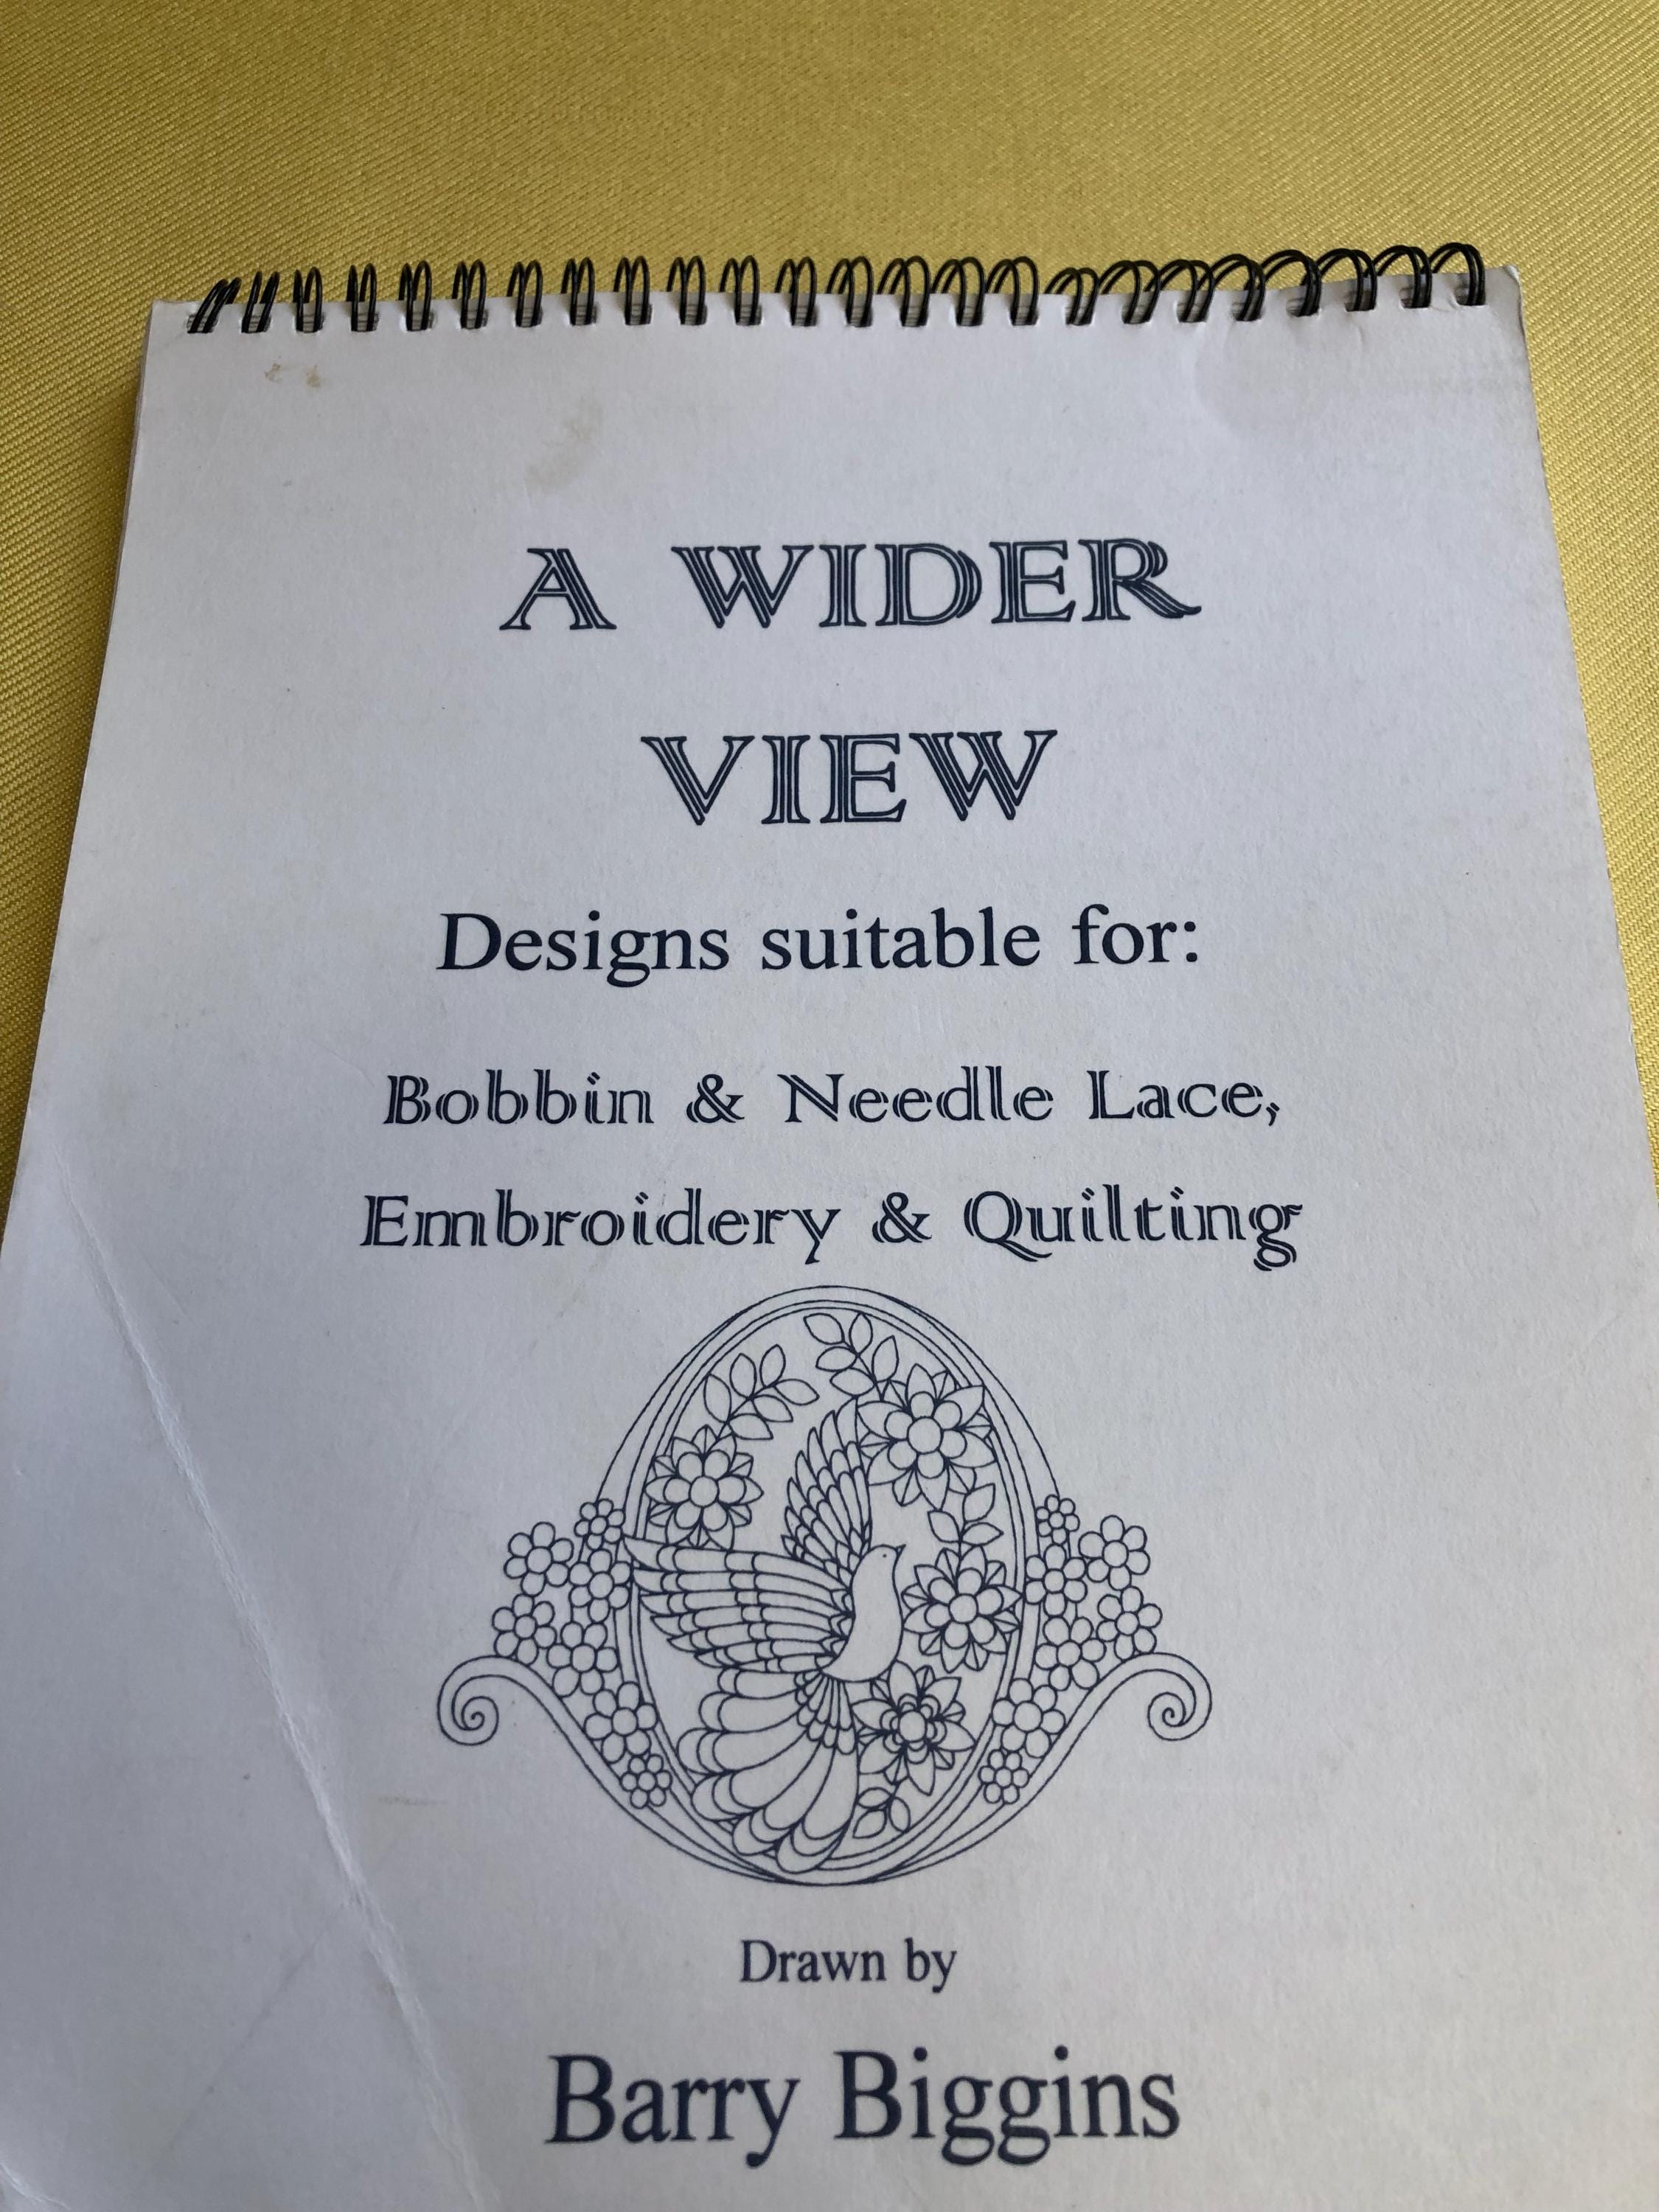 A WIDER
VIEW
Designs suitable for:
Bobbin & Needle Lace,
Embroidery & Quilting
Drawn by
Barry Biggins